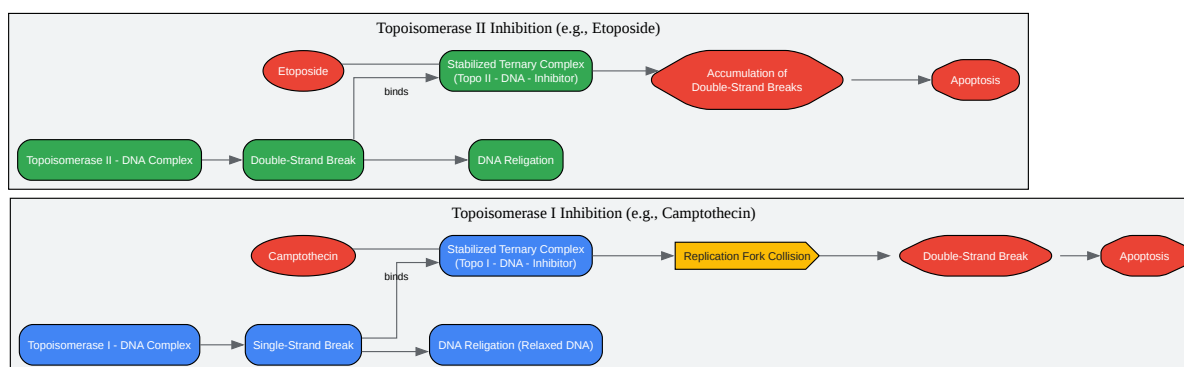 Topoisomerase II Inhibition (e.g., Etoposide)
Etoposide
Stabilized Ternary Complex
(Topo II - DNA - Inhibitor)
Accumulation of
Double-Strand Breaks
Apoptosis
binds
Topoisomerase II - DNA Complex
Double-Strand Break
DNA Religation
Topoisomerase I Inhibition (e.g., Camptothecin)
Camptothecin
Stabilized Ternary Complex
(Topo I - DNA - Inhibitor)
Replication Fork Collision
Double-Strand Break
Apoptosis
binds
Topoisomerase I - DNA Complex
Single-Strand Break
DNA Religation (Relaxed DNA)